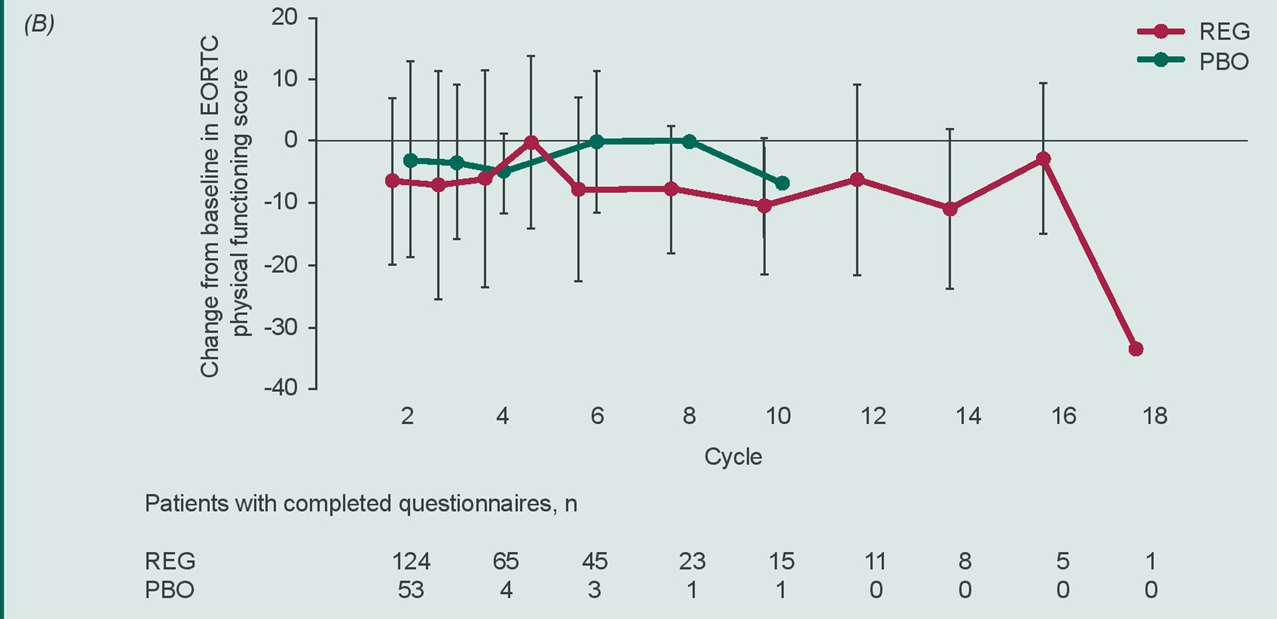 (B)
REG
PBO
Change from baseline in EORTC
physical functioning score
20
10
0
-10
-20
-30
-40
2 4 6 8 10 12 14 16 18
Cycle
Patients with completed questionnaires, n
REG 124 65 45 23 15 11 8 5 1
PBO 53 4 3 1 1 0 0 0 0